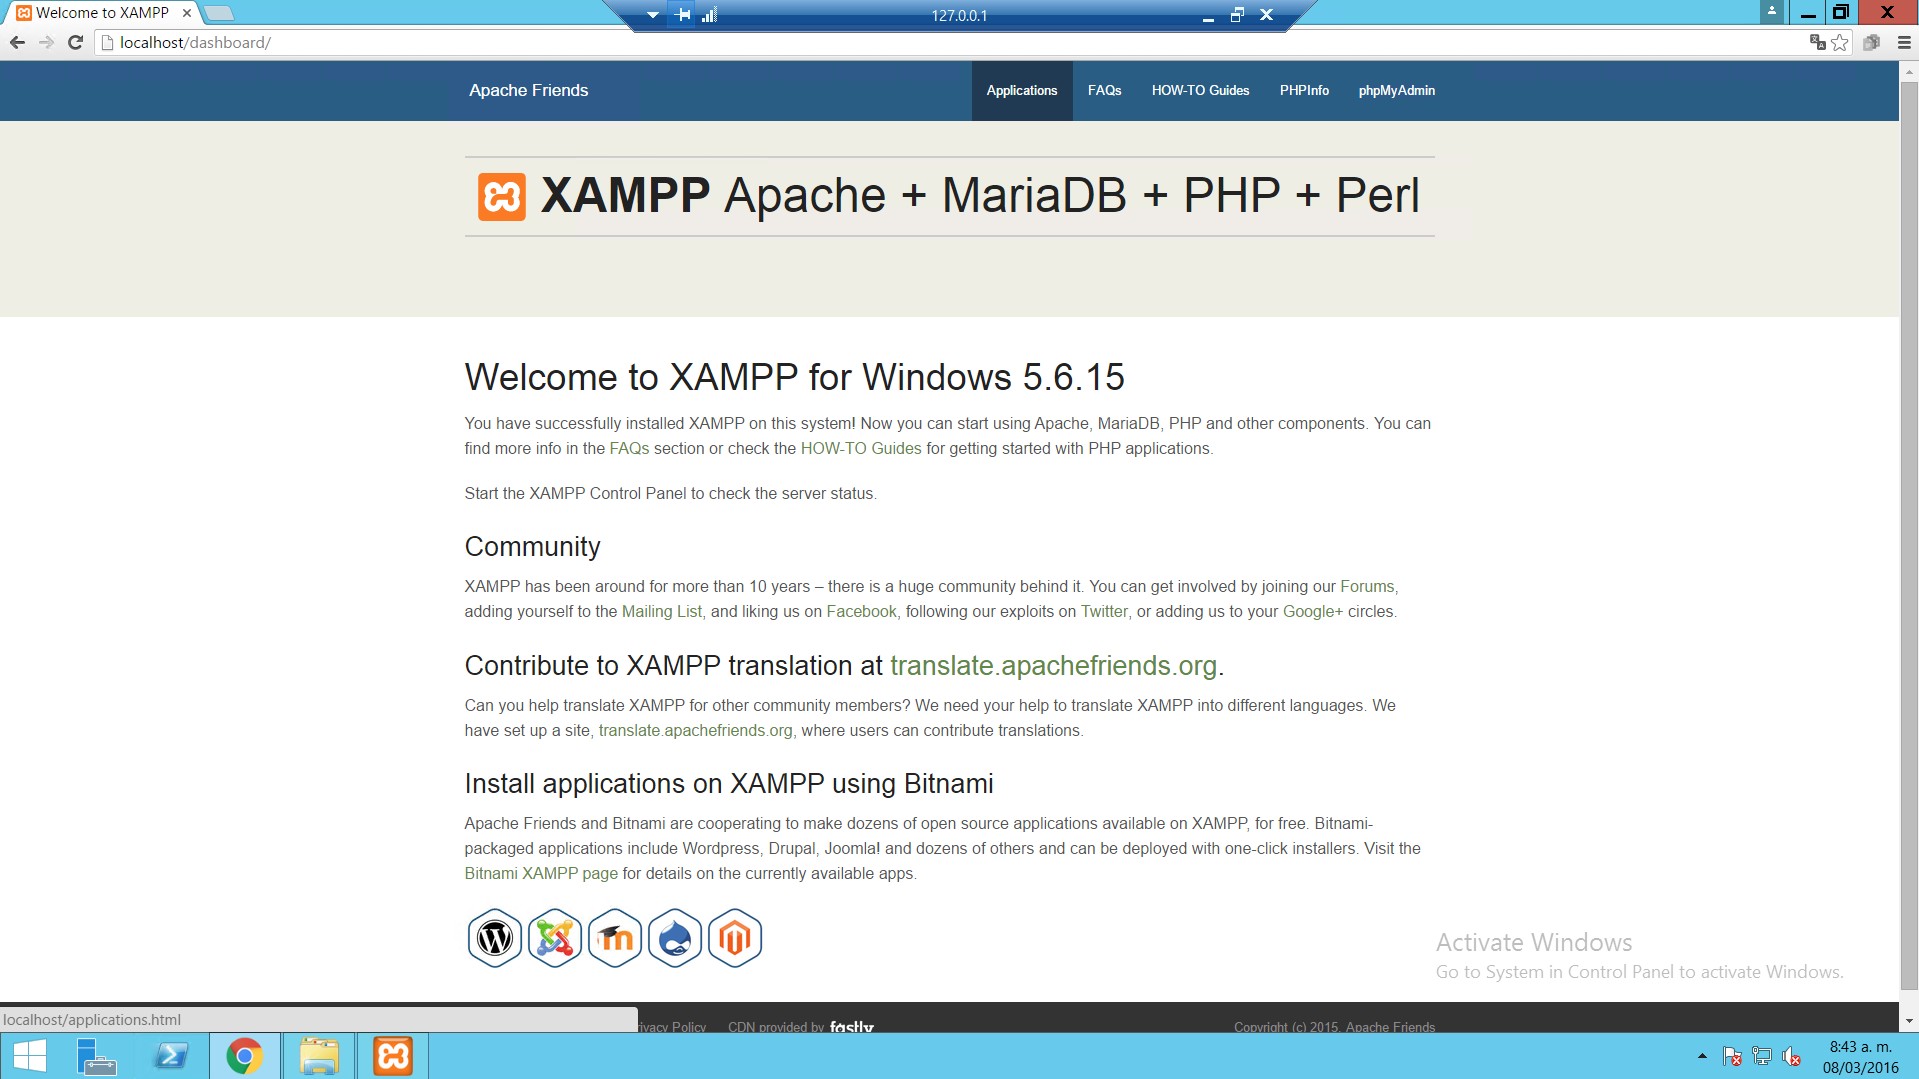 Welcome to XAMPP
127.0.0.1
localhost/dashboard/
Apache Friends
Applications
FAQs
HOW-TO Guides
PHPInfo
phpMyAdmin
XAMPP Apache + MariaDB + PHP + Perl
Welcome to XAMPP for Windows 5.6.15
You have successfully installed XAMPP on this system! Now you can start using Apache, MariaDB, PHP and other components. You can
find more info in the FAQs section or check the HOW-TO Guides for getting started with PHP applications.
Start the XAMPP Control Panel to check the server status.
Community
XAMPP has been around for more than 10 years – there is a huge community behind it. You can get involved by joining our Forums,
adding yourself to the Mailing List, and liking us on Facebook, following our exploits on Twitter, or adding us to your Google+ circles.
Contribute to XAMPP translation at translate.apachefriends.org.
Can you help translate XAMPP for other community members? We need your help to translate XAMPP into different languages. We
have set up a site, translate.apachefriends.org, where users can contribute translations.
Install applications on XAMPP using Bitnami
Apache Friends and Bitnami are cooperating to make dozens of open source applications available on XAMPP, for free. Bitnami-
packaged applications include Wordpress, Drupal, Joomla! and dozens of others and can be deployed with one-click installers. Visit the
Bitnami XAMPP page for details on the currently available apps.
Activate Windows
Go to System in Control Panel to activate Windows.
localhost/applications.html
ivacy Policy
CDN provided by fastly
Copyright (c) 2015, Apache Friends
8:43 a. m.
08/03/2016